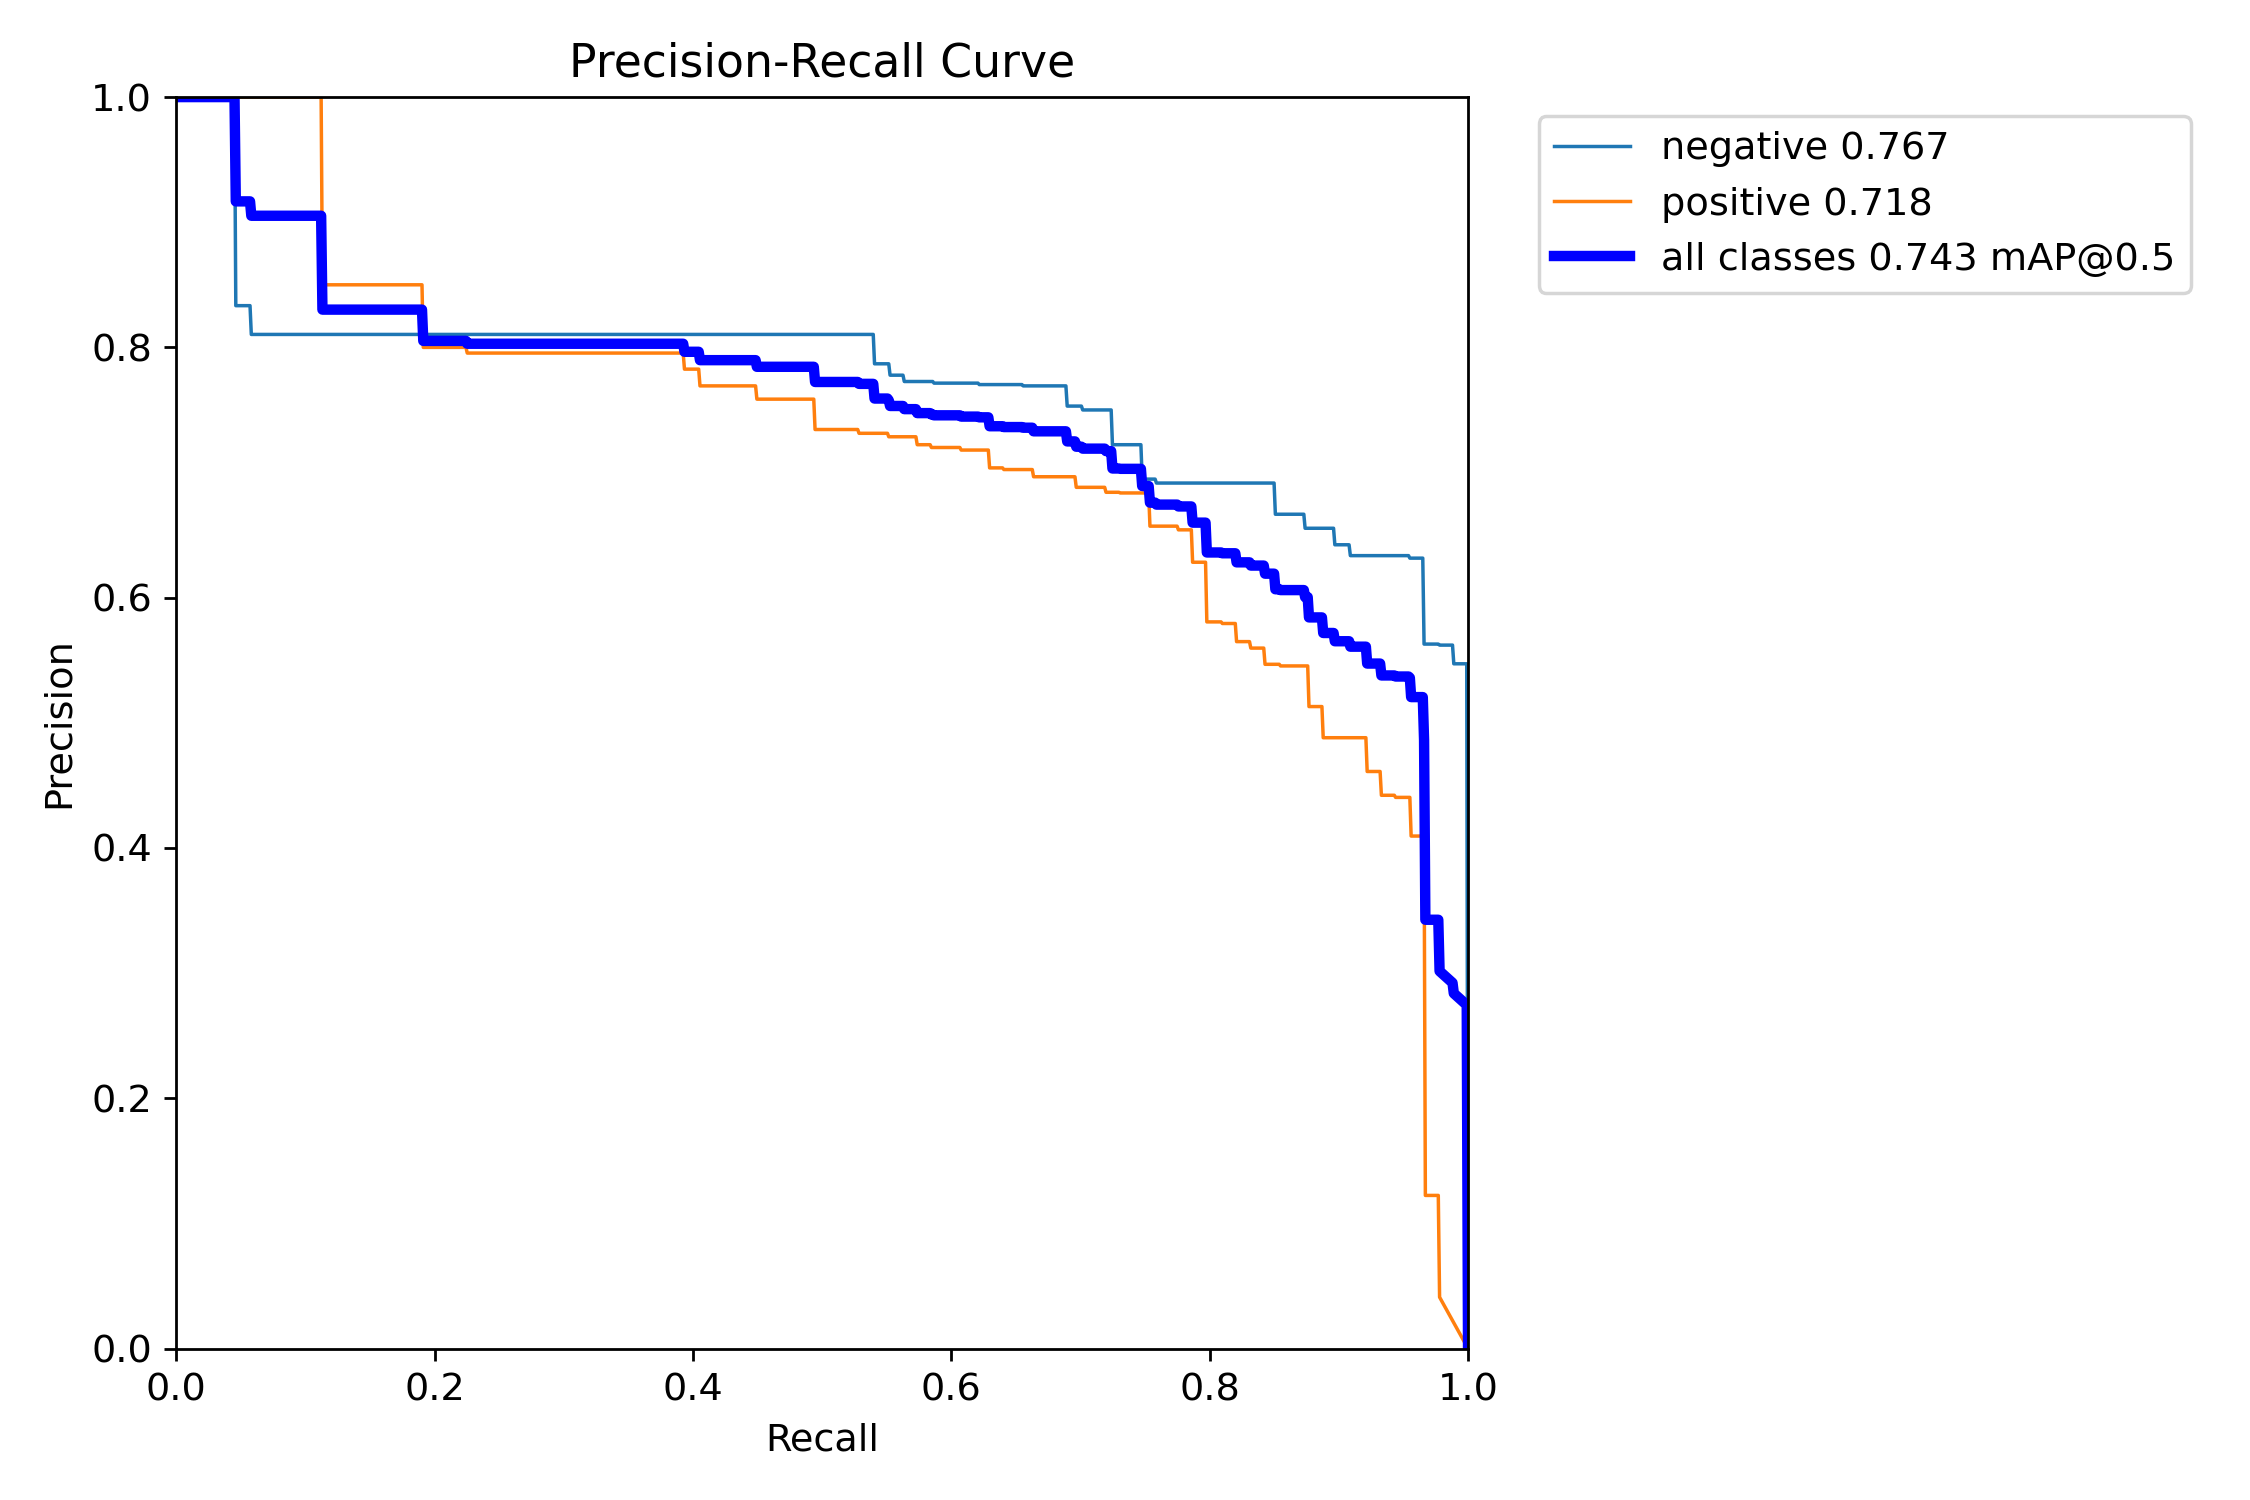 Precision-Recall Curve
1.0
0.8
0.6
0.4
0.2
0.0
Precision
0.0 0.2 0.4 0.6 0.8 1.0
Recall
negative 0.767
positive 0.718
all classes 0.743 mAP@0.5